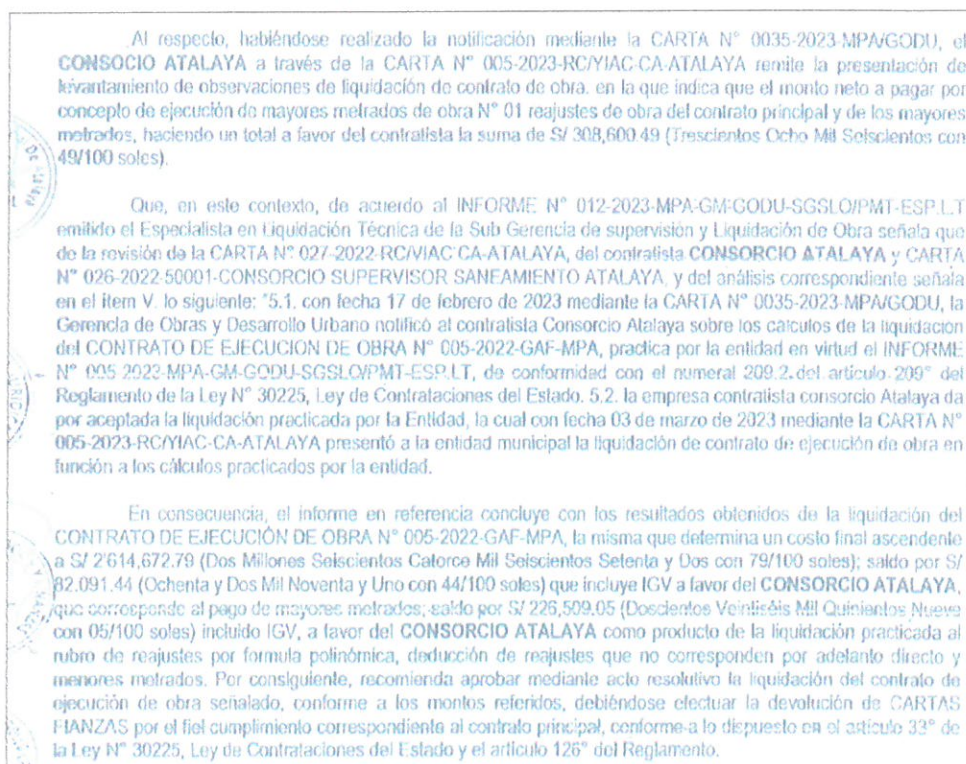 Al respecto, habiéndose realizado la notificación mediante la CARTA N° 0035-2023-MPA/GODU, el
CONSOCIO ATALAYA a través de la CARTA N° 005-2023-RC/YIAC-CA-ATALAYA remite la presentación de
levantamiento de observaciones de liquidación de contrato de obra, en la que indica que el monto neto a pagar por
concepto de ejecución de mayores metrados de obra N° 01 reajustes de obra del contrato principal y de los mayores
metrados, haciendo un total a favor del contratista la suma de S/ 308,600.49 (Trescientos Ocho Mil Seiscientos con
49/100 soles).
Que, en este contexto, de acuerdo al INFORME N° 012-2023-MPA-GM-GODU-SGSLO/PMT-ESP.L.T
emitido el Especialista en Liquidación Técnica de la Sub Gerencia de supervisión y Liquidación de Obra señala que
de la revisión de la CARTA N° 027-2022-RC/VIAC-CA-ATALAYA, del contratista CONSORCIO ATALAYA y CARTA
N° 026-2022-50001-CONSORCIO SUPERVISOR SANEAMIENTO ATALAYA, y del análisis correspondiente señala
en el item V. lo siguiente: "5.1. con fecha 17 de febrero de 2023 mediante la CARTA N° 0035-2023-MPA/GODU, la
Gerencia de Obras y Desarrollo Urbano notificó al contratista Consorcio Atalaya sobre los calculos de la liquidación
del CONTRATO DE EJECUCION DE OBRA N° 005-2022-GAF-MPA, practica por la entidad en virtud el INFORME
N° 005-2023-MPA-GM-GODU-SGSLO/PMT-ESP.LT, de conformidad con el numeral 209.2 del articulo 209° del
Reglamento de la Ley N° 30225, Ley de Contrataciones del Estado. 5.2. la empresa contratista consorcio Atalaya da
por aceptada la liquidación practicada por la Entidad, la cual con fecha 03 de marzo de 2023 mediante la CARTA N°
005-2023-RC/YIAC-CA-ATALAYA presentó a la entidad municipal la liquidación de contrato de ejecución de obra en
función a los cálculos practicados por la entidad.
En consecuencia, el informe en referencia concluye con los resultados obtenidos de la liquidación del
CONTRATO DE EJECUCIÓN DE OBRA N° 005-2022-GAF-MPA, la misma que determina un costo final ascendente
a S/ 2'614,672.79 (Dos Millones Seiscientos Catorce Mil Seiscientos Setenta y Dos con 79/100 soles); saldo por S/
82.091.44 (Ochenta y Dos Mil Noventa y Uno con 44/100 soles) que incluye IGV a favor del CONSORCIO ATALAYA,
que corresponde al pago de mayores metrados; saldo por S/ 226,509.05 (Doscientos Veintiséis Mil Quinientos Nueve
con 05/100 soles) incluido IGV, a favor del CONSORCIO ATALAYA como producto de la liquidación practicada al
rubro de reajustes por formula polinómica, deducción de reajustes que no corresponden por adelanto directo y
menores metrados. Por consiguiente, recomienda aprobar mediante acto resolutivo la liquidación del contrato de
ejecución de obra señalado, conforme a los montos referidos, debiéndose efectuar la devolución de CARTAS
FIANZAS por el fiel cumplimiento correspondiente al contrato principal, conforme a lo dispuesto en el articulo 33° de
la Ley N° 30225, Ley de Contrataciones del Estado y el articulo 126° del Reglamento.